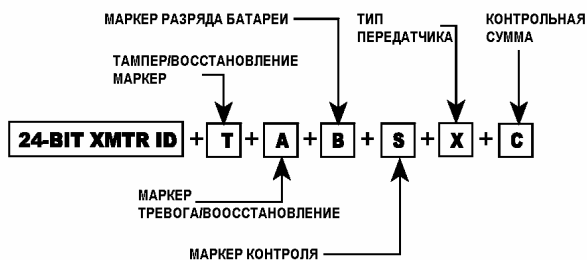 МАРКЕР РАЗРЯДА БАТАРЕИ
ТИП
ПЕРЕДАТЧИКА
КОНТРОЛЬНАЯ
СУММА
ТАМПЕР/ВОССТАНОВЛЕНИЕ
МАРКЕР
24-BIT XMTR ID + T + A + B + S + X + C
МАРКЕР
ТРЕВОГА/ВООССТАНОВЛЕНИЕ
МАРКЕР КОНТРОЛЯ